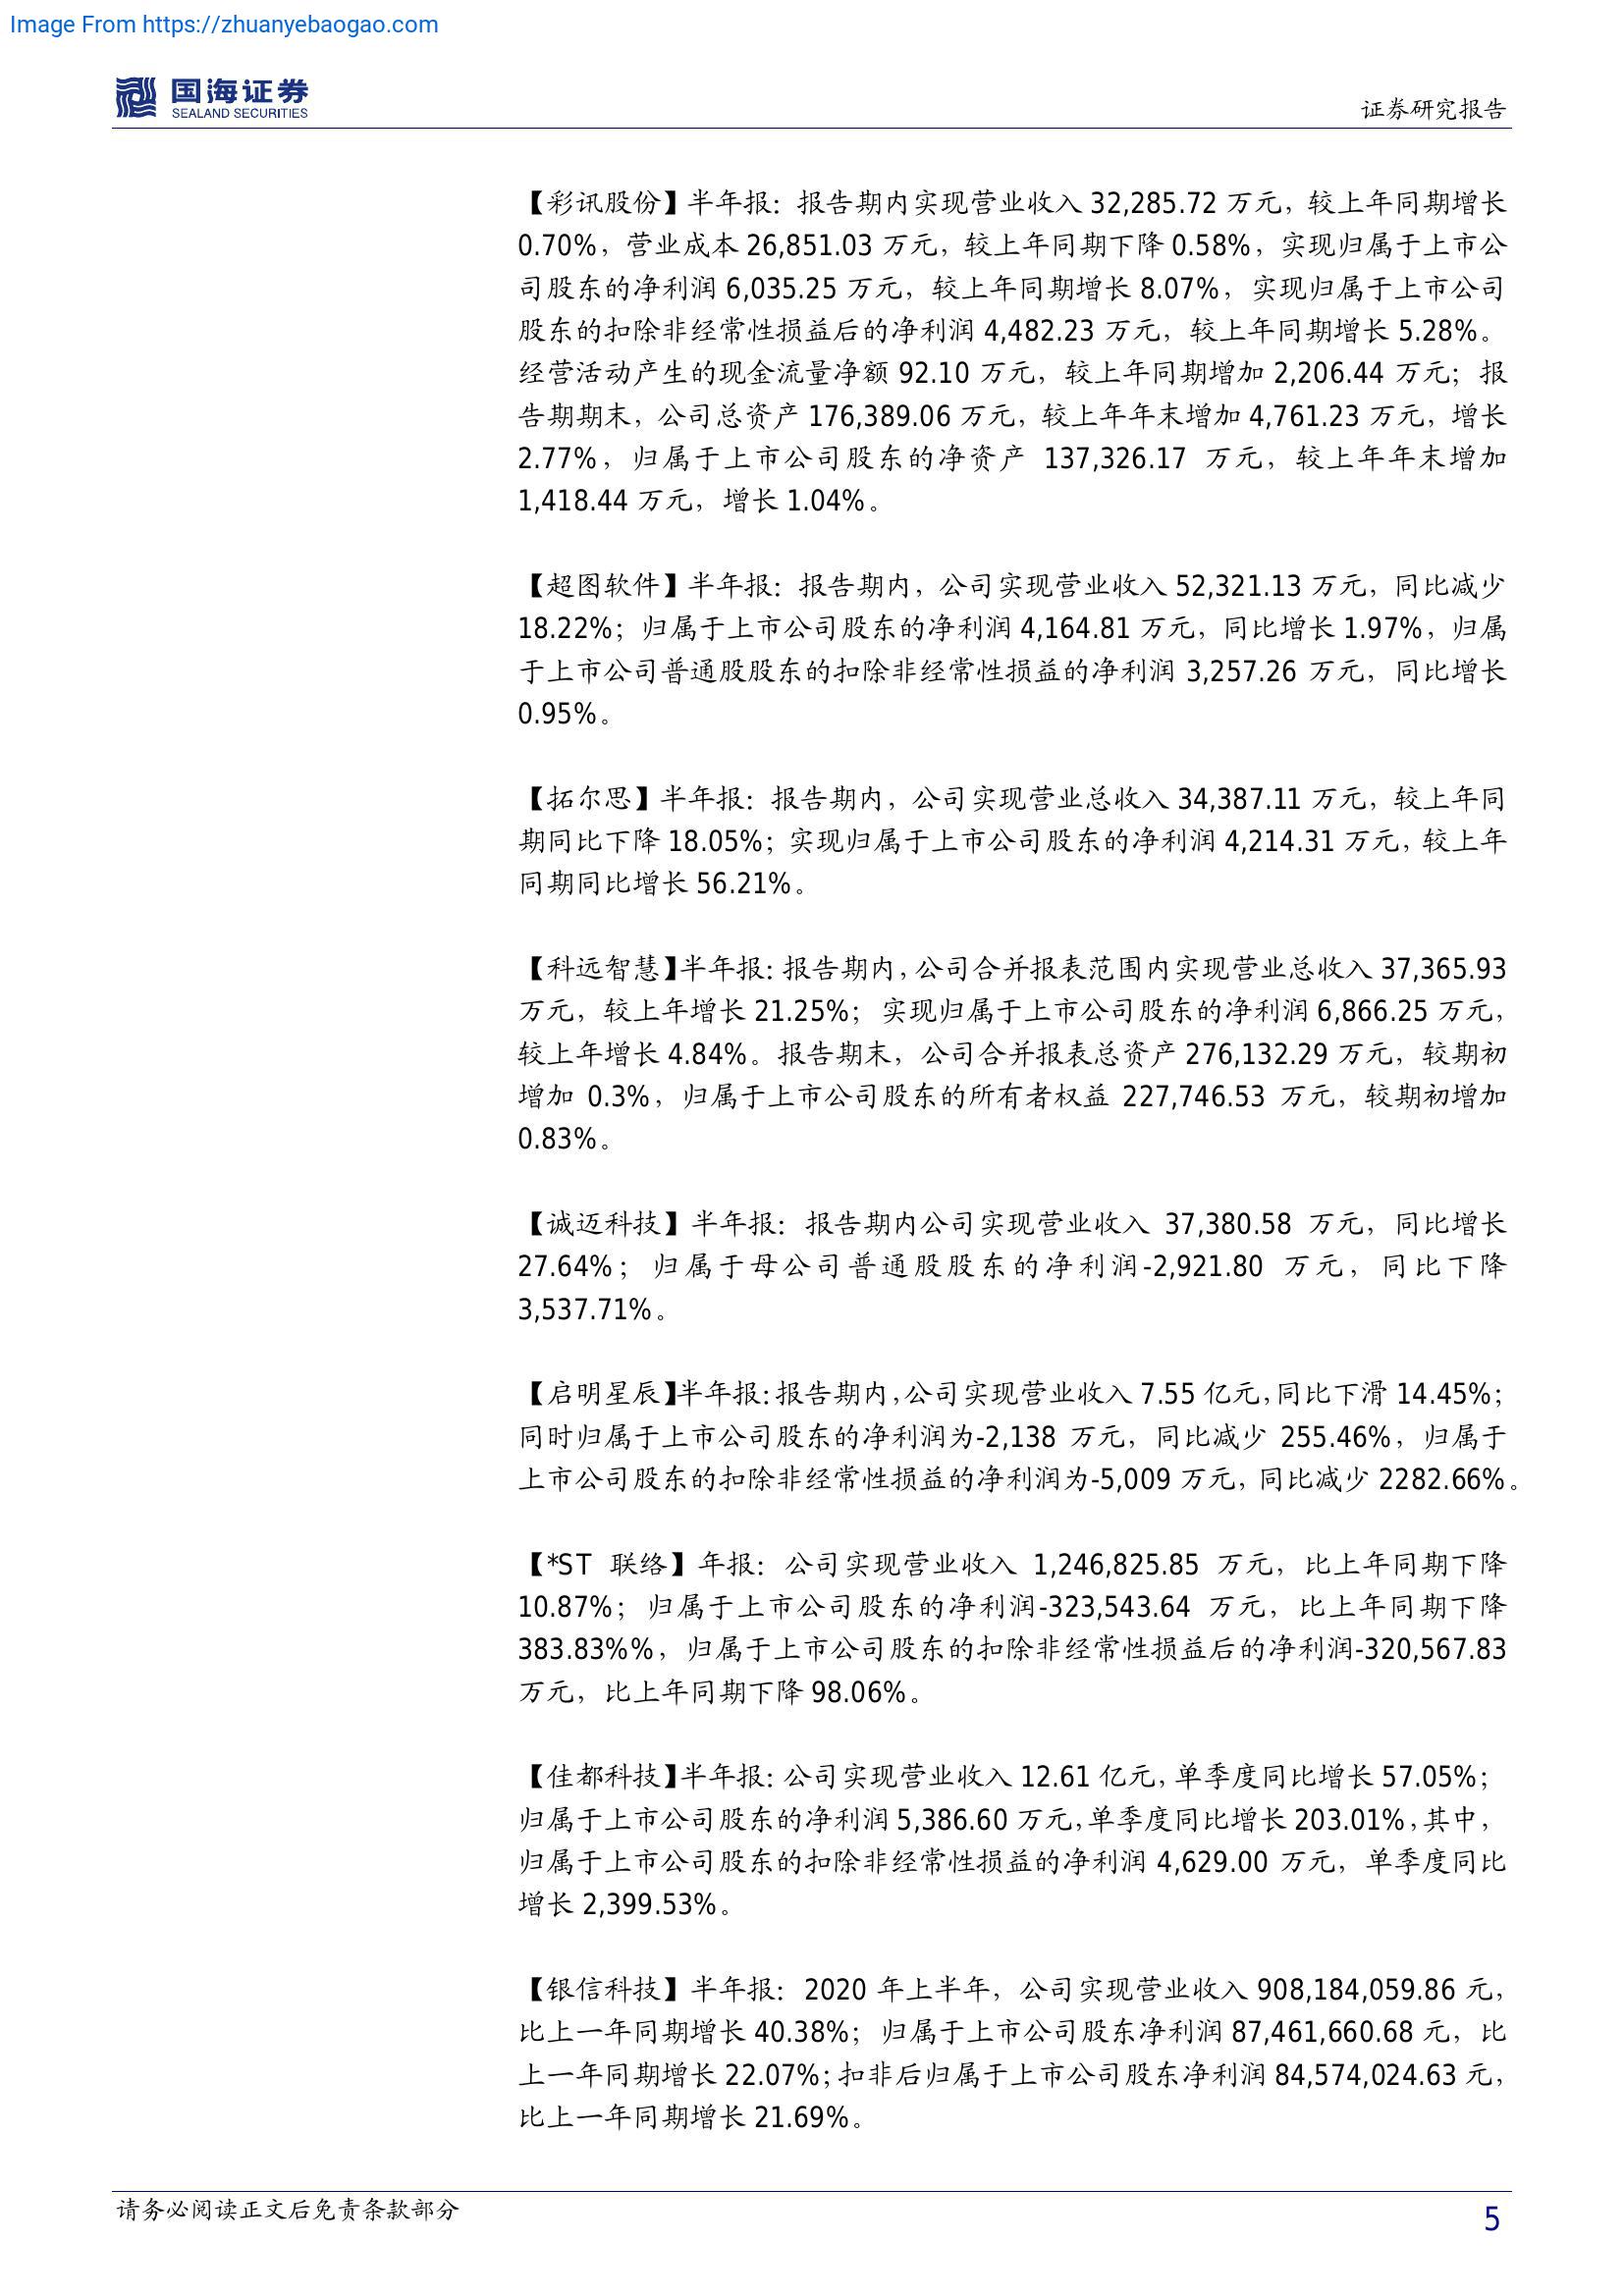 Image From https://zhuanyebaogao.com
国海证券
SEALAND SECURITIES
证券研究报告
【彩讯股份】半年报：报告期内实现营业收入 32,285.72 万元，较上年同期增长
0.70%，营业成本 26,851.03 万元，较上年同期下降 0.58%，实现归属于上市公
司股东的净利润 6,035.25 万元，较上年同期增长 8.07%，实现归属于上市公司
股东的扣除非经常性损益后的净利润 4,482.23 万元，较上年同期增长 5.28%。
经营活动产生的现金流量净额 92.10 万元，较上年同期增加 2,206.44 万元；报
告期期末，公司总资产 176,389.06 万元，较上年年末增加 4,761.23 万元，增长
2.77%，归属于上市公司股东的净资产 137,326.17 万元，较上年年末增加
1,418.44 万元，增长 1.04%。
【超图软件】半年报：报告期内，公司实现营业收入 52,321.13 万元，同比减少
18.22%；归属于上市公司股东的净利润 4,164.81 万元，同比增长 1.97%，归属
于上市公司普通股股东的扣除非经常性损益的净利润 3,257.26 万元，同比增长
0.95%。
【拓尔思】半年报：报告期内，公司实现营业总收入 34,387.11 万元，较上年同
期同比下降 18.05%；实现归属于上市公司股东的净利润 4,214.31 万元，较上年
同期同比增长 56.21%。
【科远智慧】半年报：报告期内，公司合并报表范围内实现营业总收入 37,365.93
万元，较上年增长 21.25%；实现归属于上市公司股东的净利润 6,866.25 万元，
较上年增长 4.84%。报告期末，公司合并报表总资产 276,132.29 万元，较期初
增加 0.3%，归属于上市公司股东的所有者权益 227,746.53 万元，较期初增加
0.83%。
【诚迈科技】半年报：报告期内公司实现营业收入 37,380.58 万元，同比增长
27.64%；归属于母公司普通股股东的净利润-2,921.80 万元，同比下降
3,537.71%。
【启明星辰】半年报：报告期内，公司实现营业收入 7.55 亿元，同比下滑 14.45%；
同时归属于上市公司股东的净利润为-2,138 万元，同比减少 255.46%，归属于
上市公司股东的扣除非经常性损益的净利润为-5,009 万元，同比减少 2282.66%。
【*ST 联络】年报：公司实现营业收入 1,246,825.85 万元，比上年同期下降
10.87%；归属于上市公司股东的净利润-323,543.64 万元，比上年同期下降
383.83%%，归属于上市公司股东的扣除非经常性损益后的净利润-320,567.83
万元，比上年同期下降 98.06%。
【佳都科技】半年报：公司实现营业收入 12.61 亿元，单季度同比增长 57.05%；
归属于上市公司股东的净利润 5,386.60 万元，单季度同比增长 203.01%，其中，
归属于上市公司股东的扣除非经常性损益的净利润 4,629.00 万元，单季度同比
增长 2,399.53%。
【银信科技】半年报：2020 年上半年，公司实现营业收入 908,184,059.86 元，
比上一年同期增长 40.38%；归属于上市公司股东净利润 87,461,660.68 元，比
上一年同期增长 22.07%；扣非后归属于上市公司股东净利润 84,574,024.63 元，
比上一年同期增长 21.69%。
请务必阅读正文后免责条款部分
5